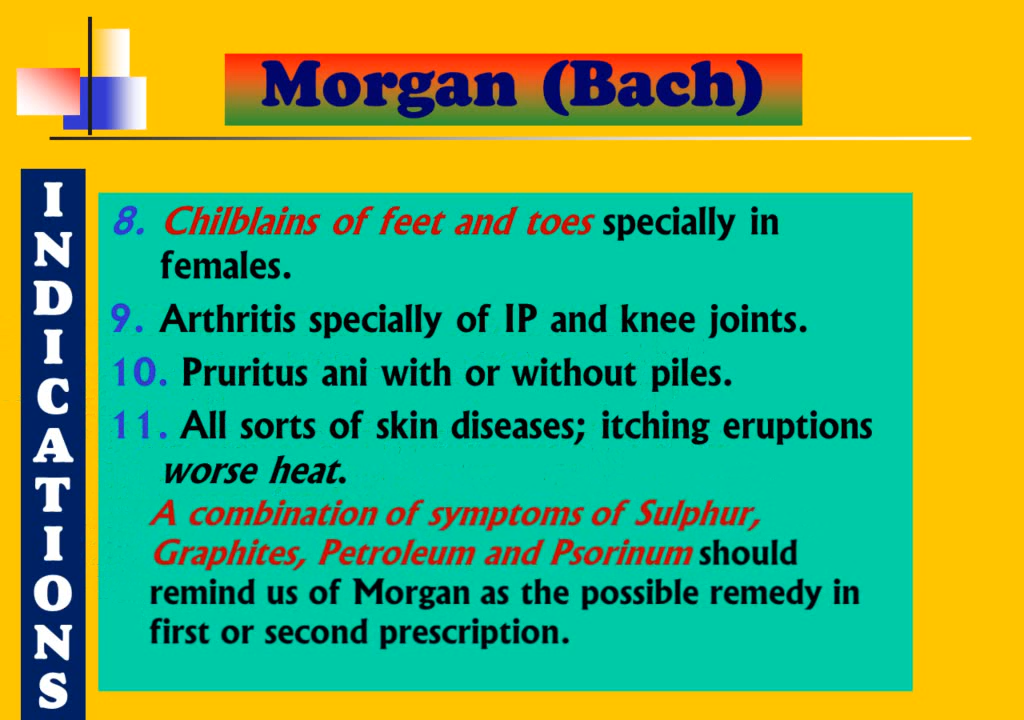 Morgan (Bach)
INDICATIONS
8. Chilblains of feet and toes specially in
females.
9. Arthritis specially of IP and knee joints.
10. Pruritus ani with or without piles.
11. All sorts of skin diseases; itching eruptions
worse heat.
A combination of symptoms of Sulphur,
Graphites, Petroleum and Psorinum should
remind us of Morgan as the possible remedy in
first or second prescription.